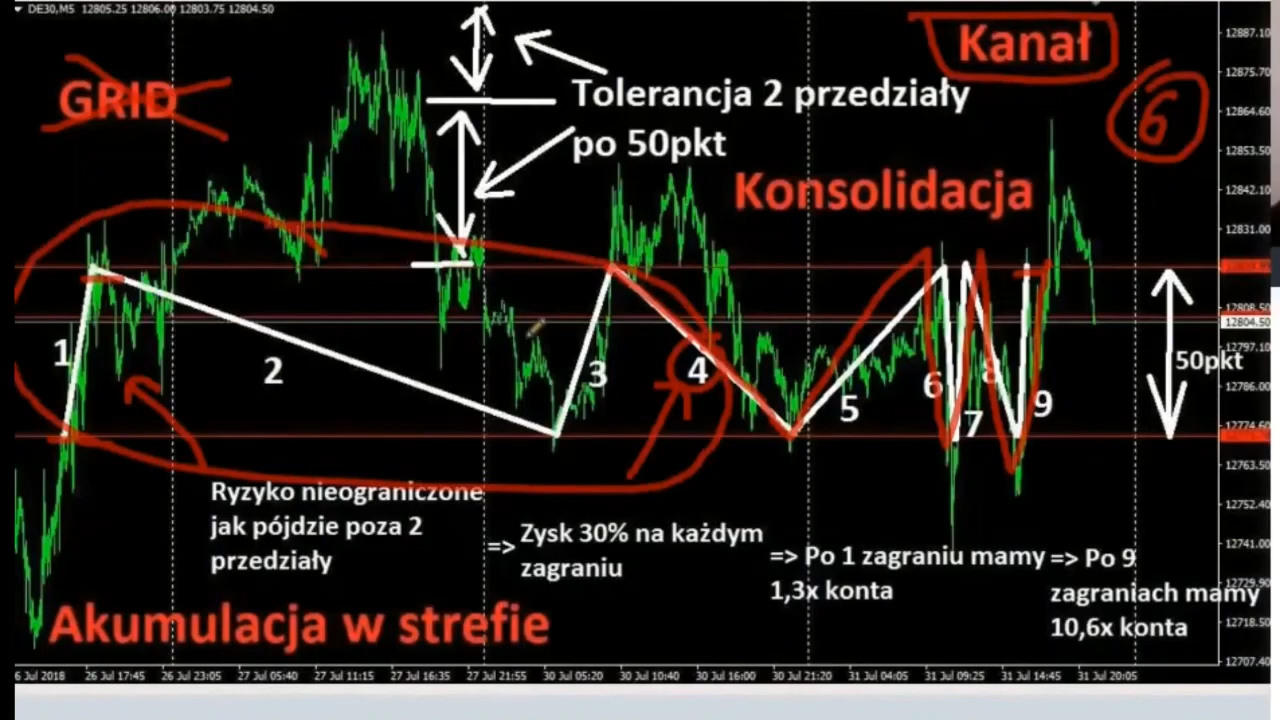 DE30,M5 12805.25 12806.00 12803.75 12804.50
GRID
Kanał
6
Tolerancja 2 przedziały
po 50pkt
Konsolidacja
1
2
3
4
5
6
7
8
9
50pkt
Ryzyko nieograniczone
jak pójdzie poza 2
przedziały
=> Zysk 30% na każdym
zagraniu
=> Po 1 zagraniu mamy
1,3x konta
=> Po 9
zagraniach mamy
10,6x konta
Akumulacja w strefie
12887.10
12875.70
12864.60
12853.50
12842.10
12831.00
12808.50
12804.50
12797.10
12786.00
12774.60
12763.50
12752.40
12741.00
12729.90
12718.50
12707.40
6 Jul 2018
26 Jul 17:45
26 Jul 23:05
27 Jul 05:40
27 Jul 11:15
27 Jul 16:35
27 Jul 21:55
30 Jul 05:20
30 Jul 10:40
30 Jul 16:00
30 Jul 21:20
31 Jul 04:05
31 Jul 09:25
31 Jul 14:45
31 Jul 20:05